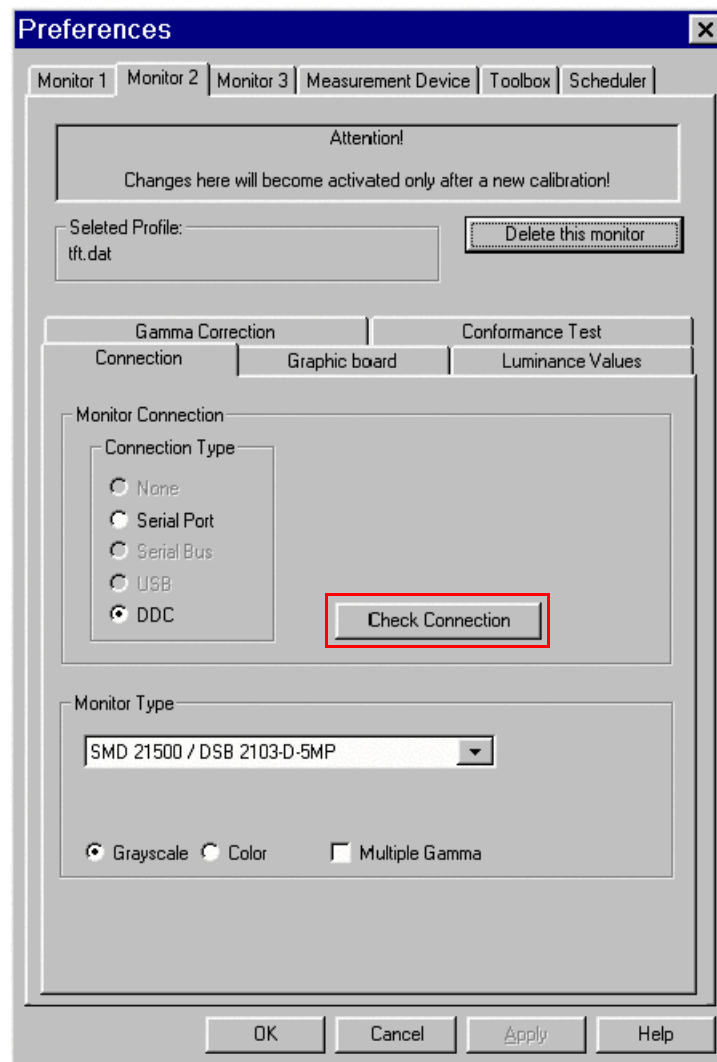 Preferences
Monitor 1 Monitor 2 Monitor 3 Measurement Device Toolbox Scheduler
Attention!
Changes here will become activated only after a new calibration!
Seleted Profile:
tft.dat
Delete this monitor
Gamma Correction Conformance Test
Connection Graphic board Luminance Values
Monitor Connection
Connection Type
None
Serial Port
Serial Bus
USB
DDC
Check Connection
Monitor Type
SMD 21500 / DSB 2103-D-5MP
Grayscale Color Multiple Gamma
OK Cancel Apply Help